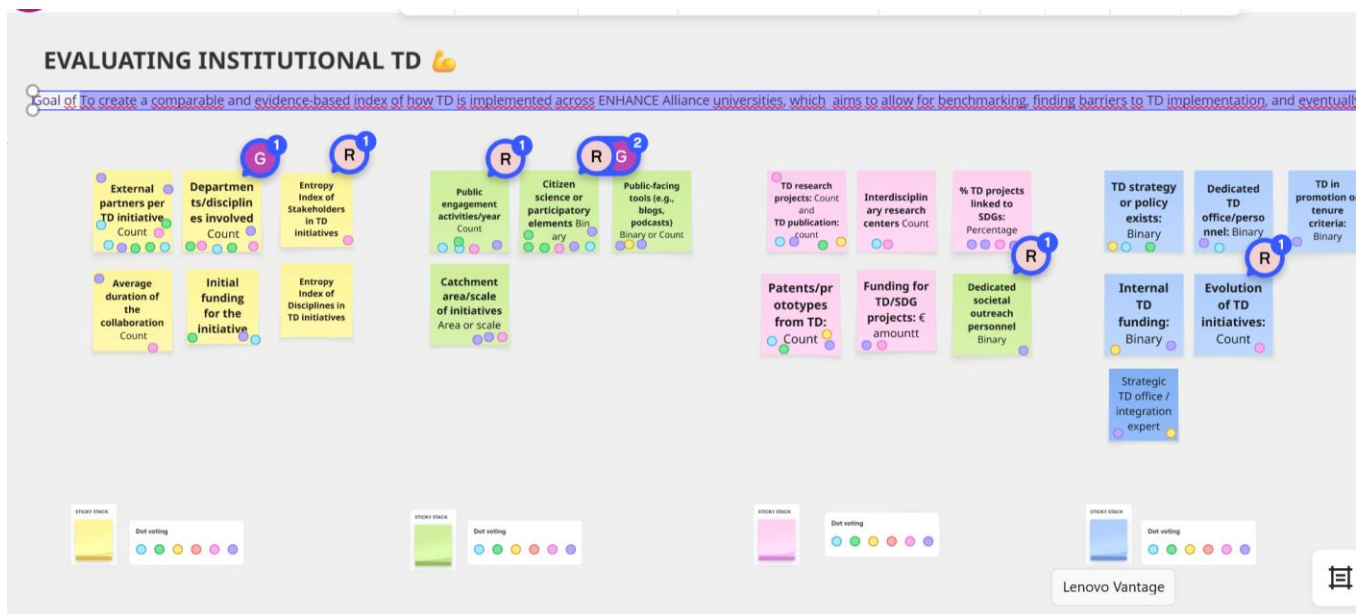 EVALUATING INSTITUTIONAL TD 💪
Goal of To create a comparable and evidence-based index of how TD is implemented across ENHANCE Alliance universities, which aims to allow for benchmarking, finding barriers to TD implementation, and eventually
G
1
R
1
External
partners per
TD initiative
Count
Departmen
ts/disciplin
es involved
Count
Entropy
Index of
Stakeholders
in TD
initiatives
Average
duration of
the
collaboration
Count
Initial
funding
for the
initiative
Entropy
Index of
Disciplines in
TD initiatives
R
1
R
G
2
Public
engagement
activities/year
Count
Citizen
science or
participatory
elements Bin
ary
Public-facing
tools (e.g.,
blogs,
podcasts)
Binary or Count
Catchment
area/scale
of initiatives
Area or scale
TD research
projects: Count
and
TD publication:
count
Interdisciplin
ary research
centers Count
% TD projects
linked to
SDGs:
Percentage
R
1
Patents/pr
ototypes
from TD:
Count
Funding for
TD/SDG
projects: €
amountt
Dedicated
societal
outreach
personnel
Binary
TD strategy
or policy
exists:
Binary
Dedicated
TD
office/perso
nnel: Binary
TD in
promotion o
tenure
criteria:
Binary
R
1
Internal
TD
funding:
Binary
Evolution
of TD
initiatives:
Count
Strategic
TD office /
integration
expert
STICKY STACK
Dot voting
STICKY STACK
Dot voting
STICKY STACK
Dot voting
STICKY STACK
Dot voting
Lenovo Vantage